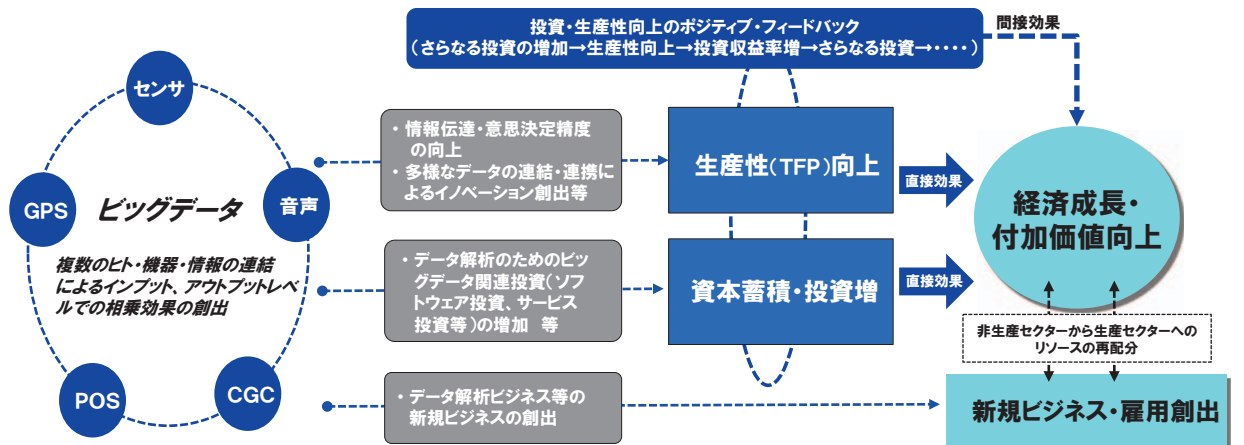 投資・生産性向上のポジティブ・フィードバック
（さらなる投資の増加→生産性向上→投資収益率増→さらなる投資→････）
間接効果
センサ
GPS
音声
POS
CGC
ビッグデータ
複数のヒト・機器・情報の連結
によるインプット、アウトプットレベ
ルでの相乗効果の創出
・情報伝達・意思決定精度
の向上
・多様なデータの連結・連携に
よるイノベーション創出等
・データ解析のためのビッ
グデータ関連投資（ソフ
トウェア投資、サービス
投資等）の増加 等
・データ解析ビジネス等の
新規ビジネスの創出
生産性（TFP）向上
資本蓄積・投資増
直接効果
直接効果
経済成長・
付加価値向上
非生産セクターから生産セクターへの
リソースの再配分
新規ビジネス・雇用創出